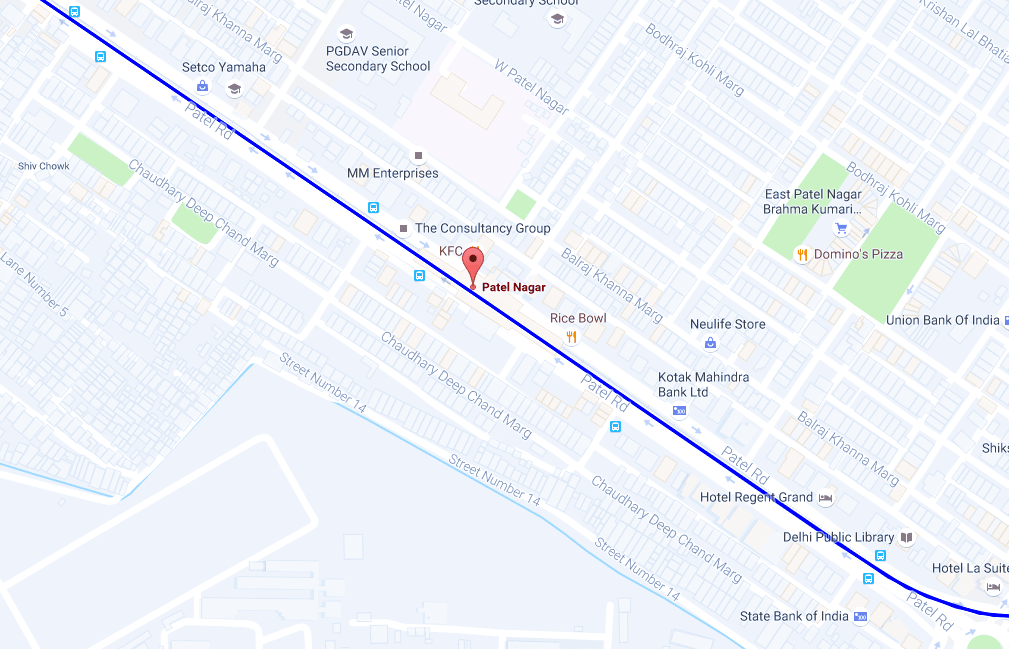 Secondary School
Krishan Lal Bhatia
Balraj Khanna Marg
Patel Nagar
Bodhraj Kohli Marg
PGDAV Senior
Secondary School
Setco Yamaha
W Patel Nagar
Patel Rd
Shiv Chowk
MM Enterprises
Chaudhary Deep Chand Marg
Bodhraj Kohli Marg
East Patel Nagar
Brahma Kumari...
The Consultancy Group
KFC
Domino's Pizza
Lane Number 5
Balraj Khanna Marg
Patel Nagar
Rice Bowl
Neulife Store
Union Bank Of India
Chaudhary Deep Chand Marg
Street Number 14
Kotak Mahindra
Bank Ltd
Patel Rd
Balraj Khanna Marg
Patel Rd
Street Number 14
Hotel Regent Grand
Chaudhary Deep Chand Marg
Delhi Public Library
Street Number 14
Hotel La Suite
Patel Rd
State Bank of India